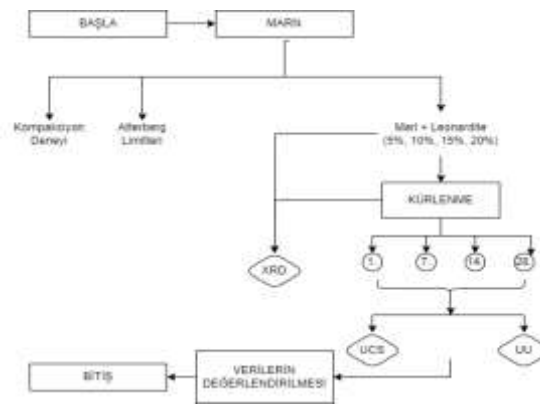 BAŞLA
MARN
Kompaksiyon
Deneyi
Atterberg
Limitleri
Marl + Leonardite
(5%, 10%, 15%, 20%)
KÜRLENME
XRD
1
7
14
28
UCS
UU
VERİLERİN
DEĞERLENDİRİLMESİ
BİTİŞ